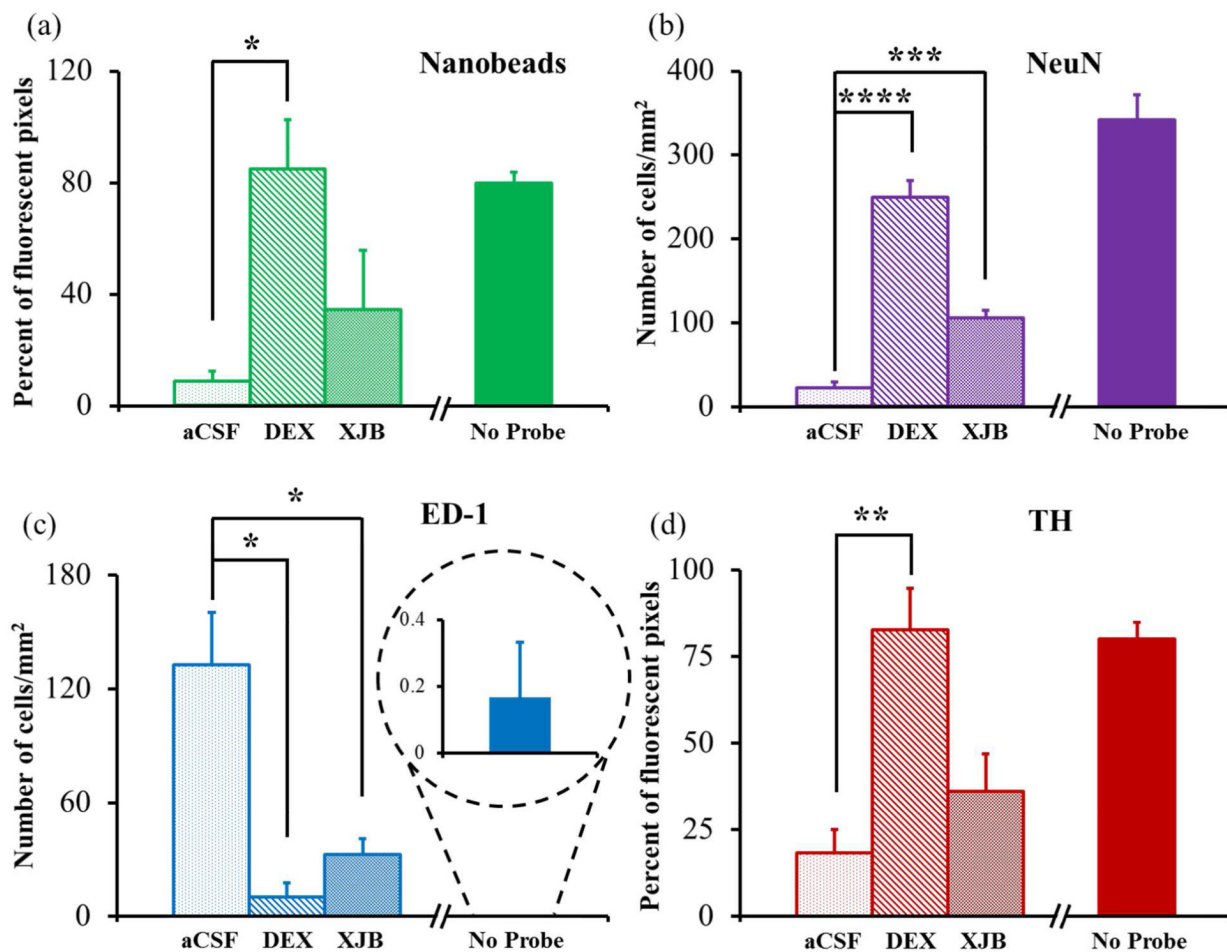 (a)
*
Nanobeads
Percent of fluorescent pixels
120
80
40
0
aCSF DEX XJB No Probe
(b)
***
****
NeuN
Number of cells/mm²
400
300
200
100
0
aCSF DEX XJB No Probe
(c)
*
*
ED-1
Number of cells/mm²
180
120
60
0
0.4
0.2
0
aCSF DEX XJB No Probe
(d)
**
TH
Percent of fluorescent pixels
100
75
50
25
0
aCSF DEX XJB No Probe